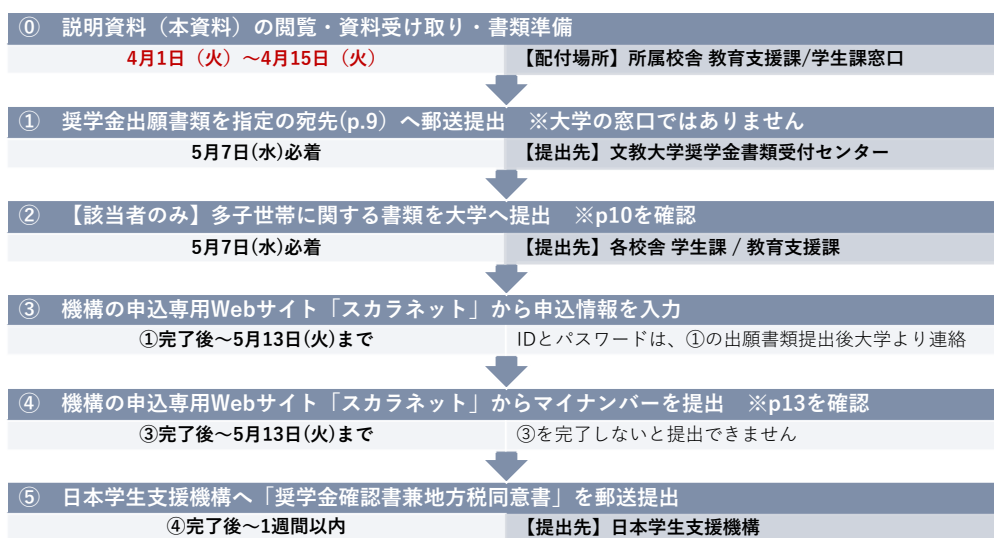 ⓪ 説明資料（本資料）の閲覧・資料受け取り・書類準備
4月1日（火）～4月15日（火） 【配付場所】所属校舎 教育支援課/学生課窓口
① 奨学金出願書類を指定の宛先(p.9）へ郵送提出 ※大学の窓口ではありません
5月7日(水)必着 【提出先】文教大学奨学金書類受付センター
② 【該当者のみ】多子世帯に関する書類を大学へ提出 ※p10を確認
5月7日(水)必着 【提出先】各校舎 学生課 / 教育支援課
③ 機構の申込専用Webサイト「スカラネット」から申込情報を入力
①完了後～5月13日(火)まで IDとパスワードは、①の出願書類提出後大学より連絡
④ 機構の申込専用Webサイト「スカラネット」からマイナンバーを提出 ※p13を確認
③完了後～5月13日(火)まで ③を完了しないと提出できません
⑤ 日本学生支援機構へ「奨学金確認書兼地方税同意書」を郵送提出
④完了後～1週間以内 【提出先】日本学生支援機構